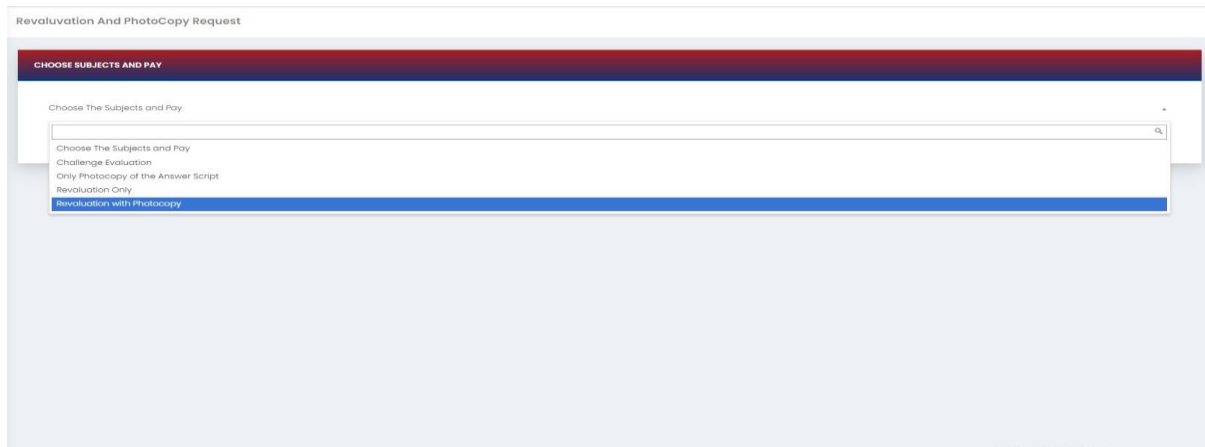 Revaluvation And PhotoCopy Request
CHOOSE SUBJECTS AND PAY
Choose The Subjects and Pay
Choose The Subjects and Pay
Challenge Evaluation
Only Photocopy of the Answer Script
Revaluation Only
Revaluation with Photocopy